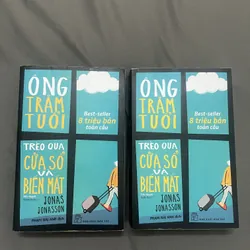 ÔNG
TRĂM
TUỔI
Best-seller
8 triệu bản
toàn cầu
TRÈO QUA
CỬA SỔ
VÀ
BIẾN MẤT
JONAS
JONASSON
ÔNG
TRĂM
TUỔI
Best-seller
8 triệu bản
toàn cầu
TRÈO QUA
CỬA SỔ
VÀ
BIẾN MẤT
JONAS
JONASSON